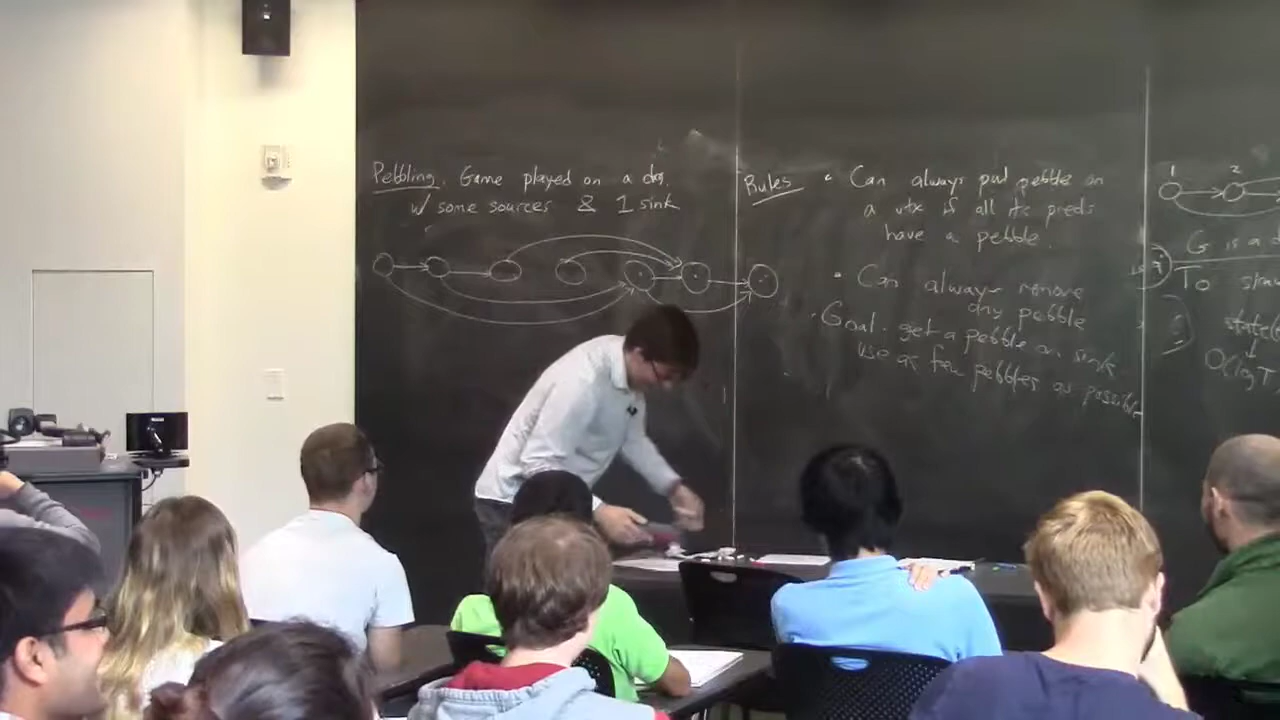 Pebbling. Game played on a dag.
w/ some sources & 1 sink
Rules • Can always put pebble on
a vtx if all its preds
have a pebble.
• Can always remove
any pebble
• Goal. get a pebble on sink
use as few pebbles as possible
1 2
G is a
To
state(
O(log T